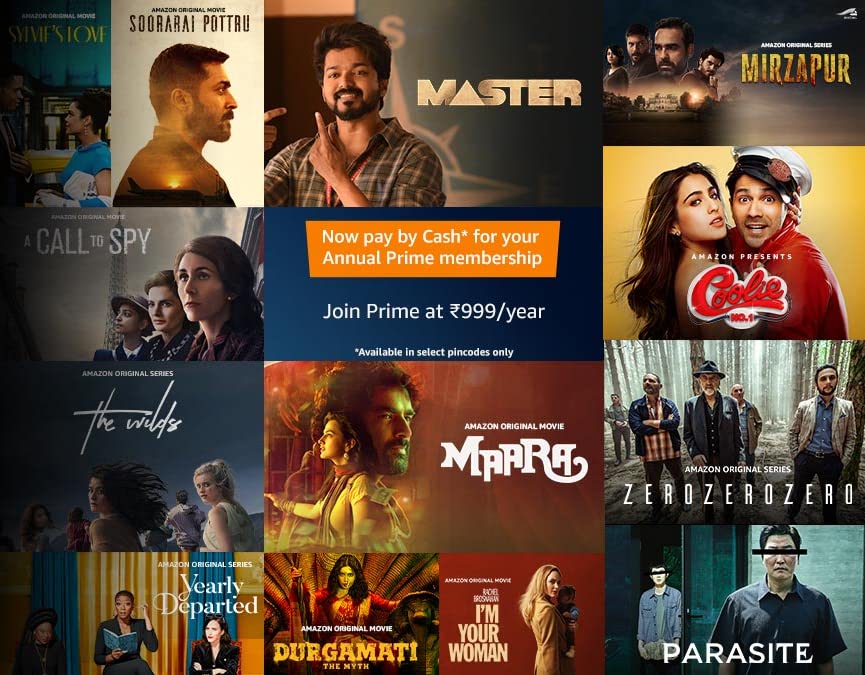 AMAZON ORIGINAL MOVIE
SYLVIE'S LOVE
AMAZON ORIGINAL MOVIE
SOORARAI POTTRU
MASTER
AMAZON ORIGINAL SERIES
MIRZAPUR
AMAZON ORIGINAL MOVIE
A CALL TO SPY
Now pay by Cash* for your
Annual Prime membership
Join Prime at ₹999/year
*Available in select pincodes only
AMAZON PRESENTS
Coolie
NO.1
AMAZON ORIGINAL SERIES
the wilds
AMAZON ORIGINAL MOVIE
MAARA
AMAZON ORIGINAL SERIES
ZEROZEROZERO
AMAZON ORIGINAL SERIES
Yearly
Departed
AMAZON ORIGINAL MOVIE
DURGAMATI
THE MYTH
AMAZON ORIGINAL MOVIE
RACHEL
BROSNAHAN
I'M
YOUR
WOMAN
PARASITE